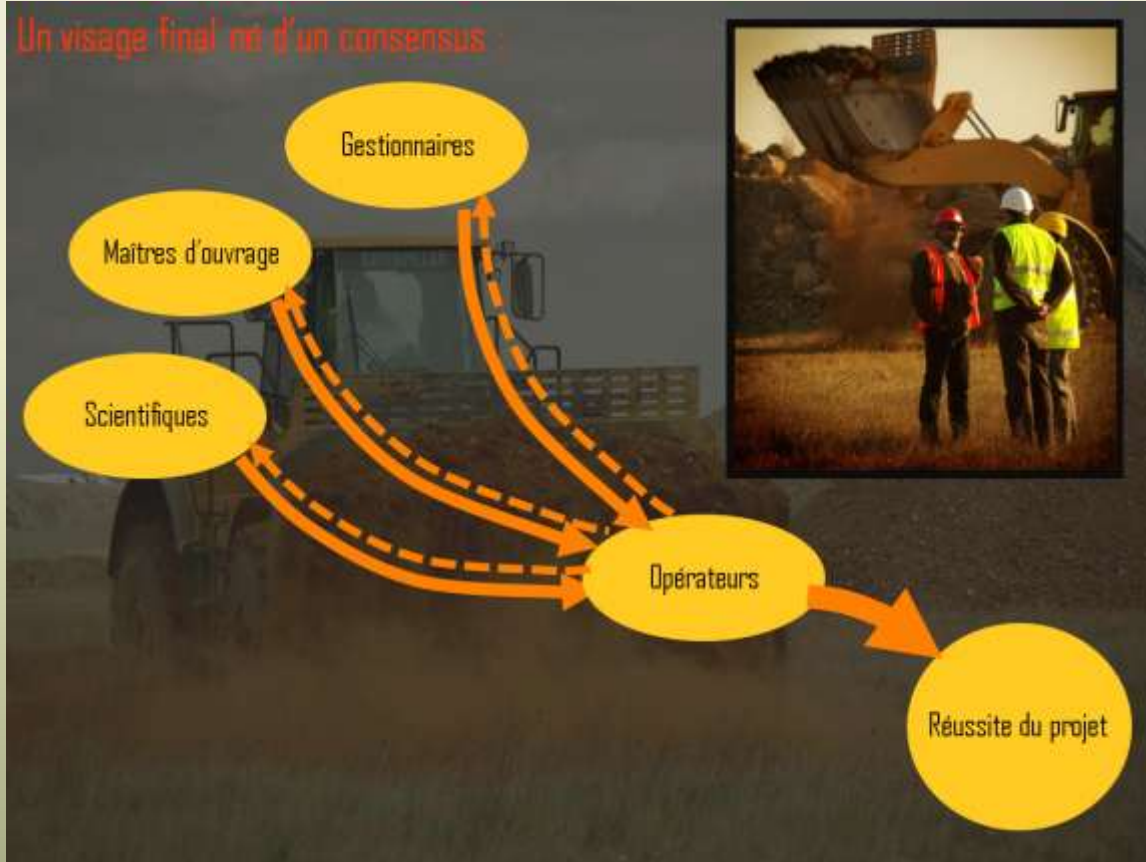 Un visage final né d'un consensus :
Gestionnaires
Maîtres d'ouvrage
Scientifiques
Opérateurs
Réussite du projet